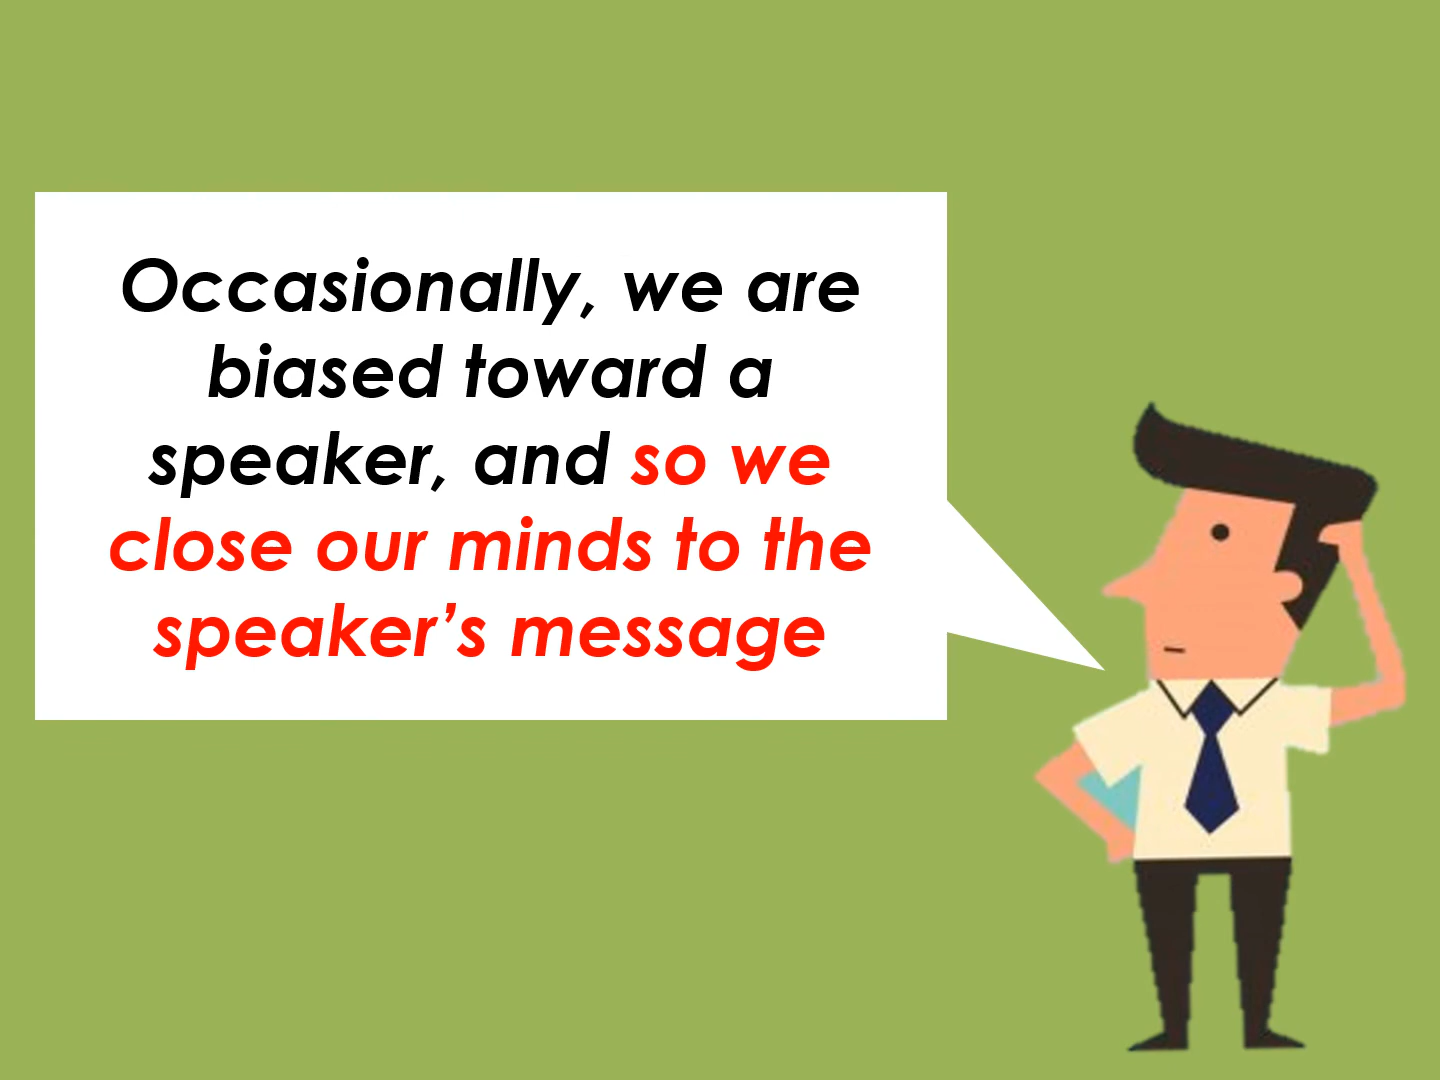 Occasionally, we are
biased toward a
speaker, and so we
close our minds to the
speaker’s message